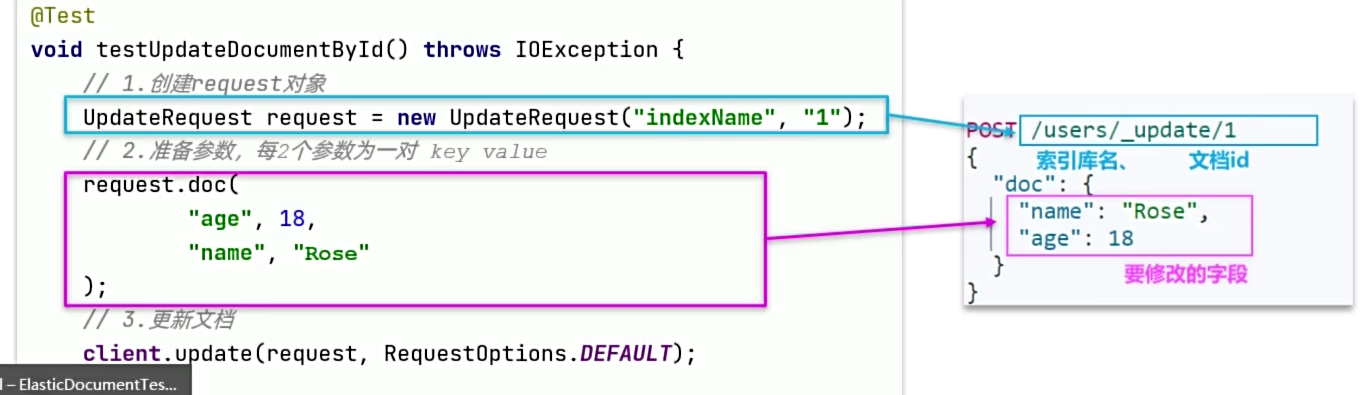 @Test
void testUpdateDocumentById() throws IOException {
// 1.创建request对象
UpdateRequest request = new UpdateRequest("indexName", "1");
// 2.准备参数，每2个参数为一对 key value
request.doc(
"age", 18,
"name", "Rose"
);
// 3.更新文档
client.update(request, RequestOptions.DEFAULT);
– ElasticDocumentTes...
POST /users/_update/1
{ 索引库名、 文档id
"doc": {
"name": "Rose",
"age": 18
}
要修改的字段
}